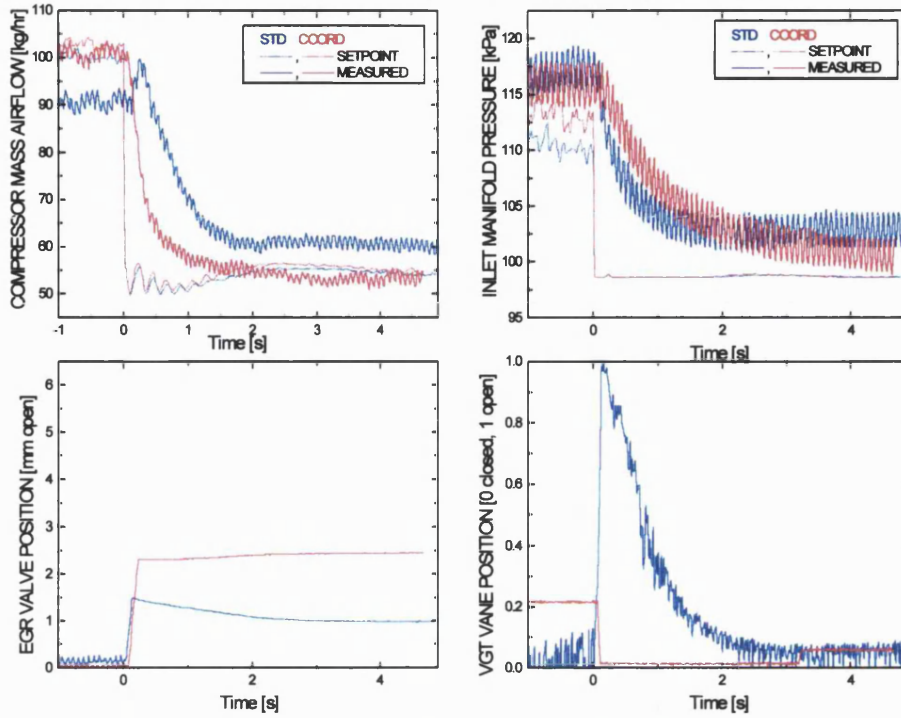 COMPRESSOR MASS AIRFLOW [kg/hr]
110
100
90
80
70
60
50
STD COORD
, SETPOINT
, MEASURED
-1 0 1 2 3 4
Time [s]
INLET MANIFOLD PRESSURE [kPa]
120
115
110
105
100
95
STD COORD
, SETPOINT
, MEASURED
0 2 4
Time [s]
EGR VALVE POSITION [mm open]
6
5
4
3
2
1
0
0 2 4
Time [s]
VGT VANE POSITION [0 closed, 1 open]
1.0
0.8
0.6
0.4
0.2
0.0
0 2 4
Time [s]